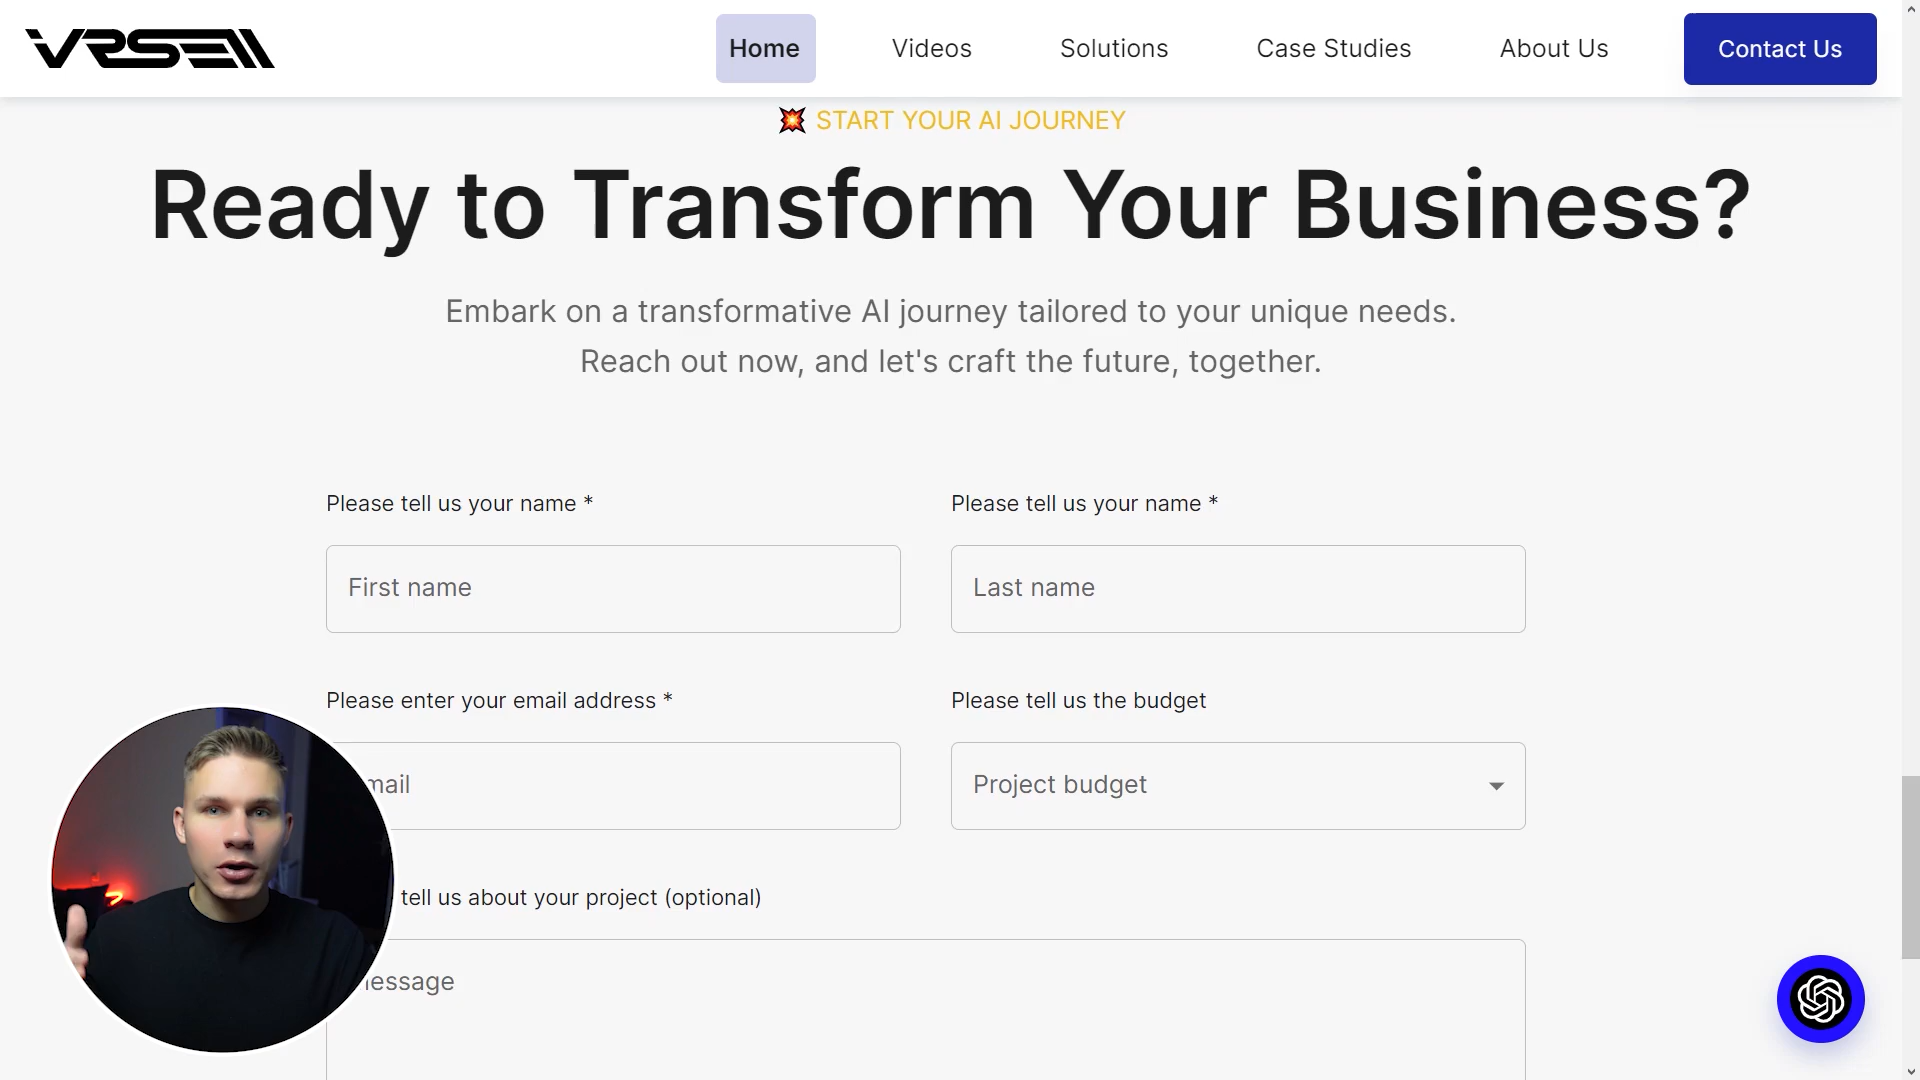 VRSEN
Home
Videos
Solutions
Case Studies
About Us
Contact Us
💥 START YOUR AI JOURNEY
Ready to Transform Your Business?
Embark on a transformative AI journey tailored to your unique needs.
Reach out now, and let's craft the future, together.
Please tell us your name *
Please tell us your name *
First name
Last name
Please enter your email address *
Please tell us the budget
mail
Project budget
tell us about your project (optional)
essage